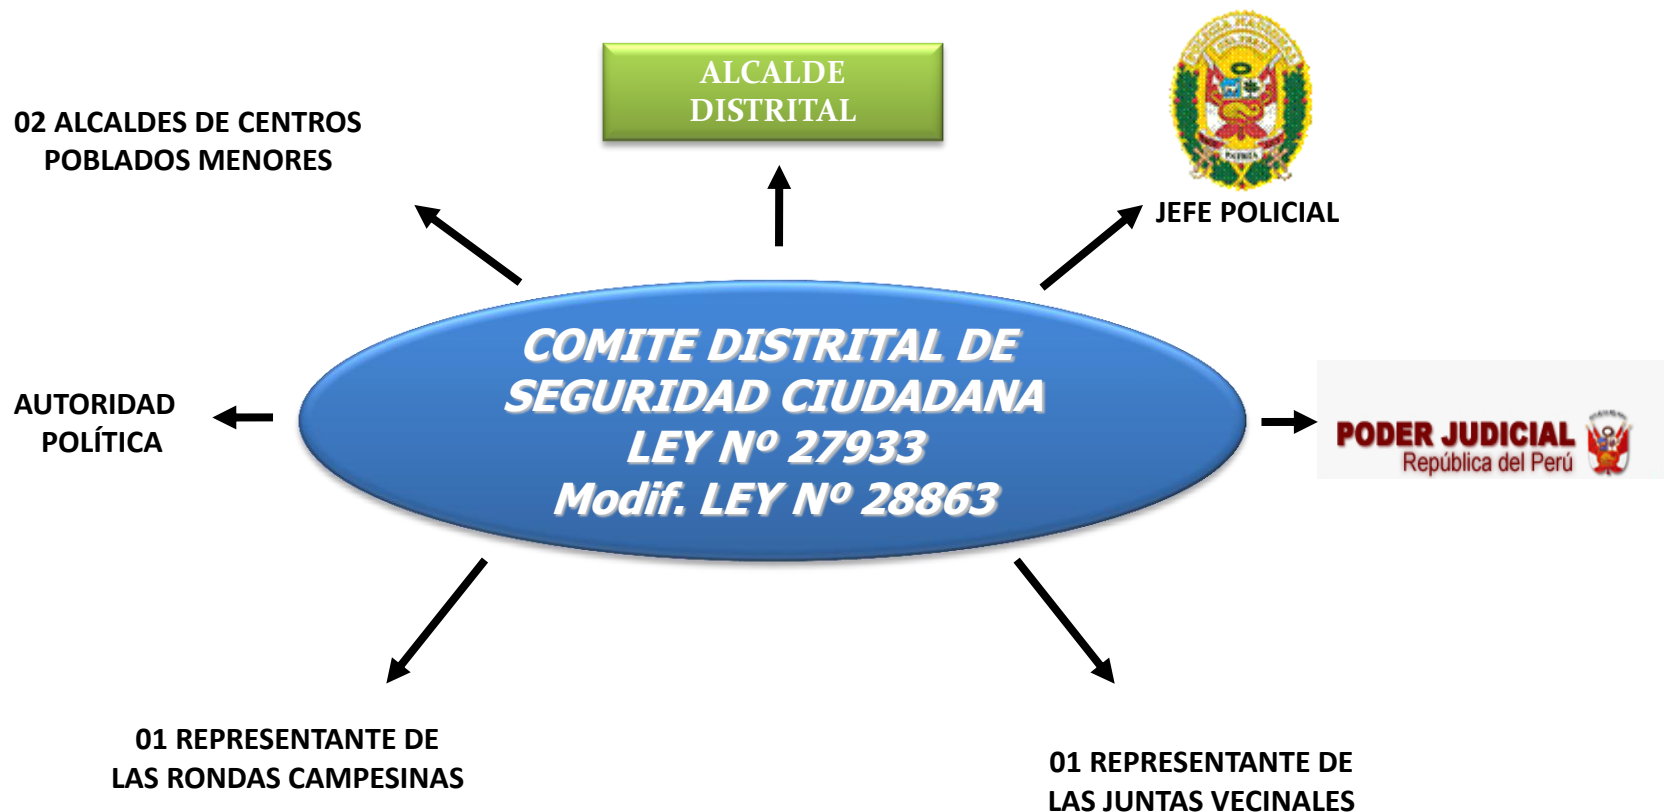 ALCALDE
DISTRITAL
02 ALCALDES DE CENTROS
POBLADOS MENORES
JEFE POLICIAL
COMITE DISTRITAL DE
SEGURIDAD CIUDADANA
LEY Nº 27933
Modif. LEY Nº 28863
AUTORIDAD
POLÍTICA
PODER JUDICIAL
República del Perú
01 REPRESENTANTE DE
LAS RONDAS CAMPESINAS
01 REPRESENTANTE DE
LAS JUNTAS VECINALES